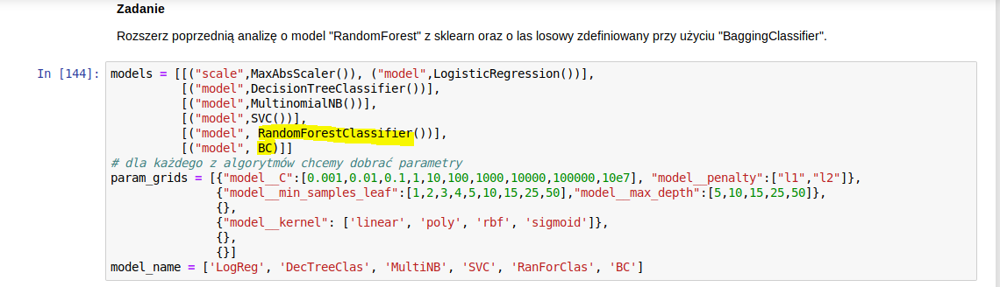 Zadanie
Rozszerz poprzednią analizę o model "RandomForest" z sklearn oraz o las losowy zdefiniowany przy użyciu "BaggingClassifier".
In [144]: models = [[("scale",MaxAbsScaler()), ("model",LogisticRegression())],
[("model",DecisionTreeClassifier())],
[("model",MultinomialNB())],
[("model",SVC())],
[("model", RandomForestClassifier())],
[("model", BC)]]
# dla każdego z algorytmów chcemy dobrać parametry
param_grids = [{"model__C":[0.001,0.01,0.1,1,10,100,1000,10000,100000,10e7], "model__penalty":["l1","l2"]},
{"model__min_samples_leaf":[1,2,3,4,5,10,15,25,50],"model__max_depth":[5,10,15,25,50]},
{},
{"model__kernel": ['linear', 'poly', 'rbf', 'sigmoid']},
{},
{}]
model_name = ['LogReg', 'DecTreeClas', 'MultiNB', 'SVC', 'RanForClas', 'BC']